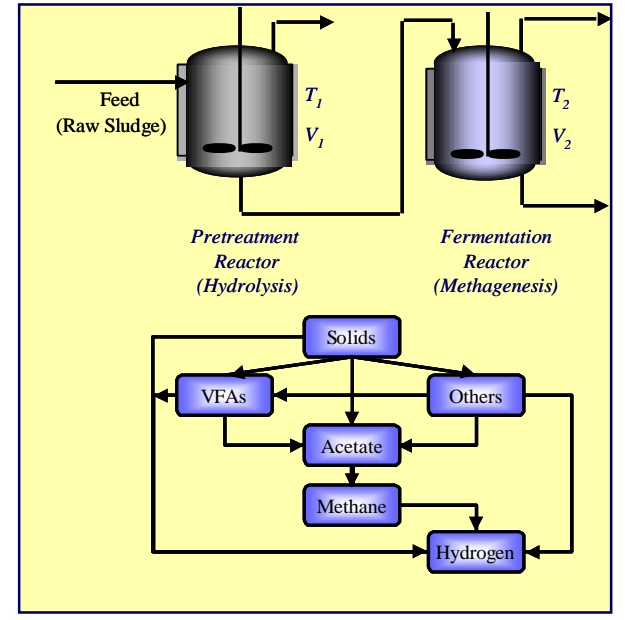 Feed
(Raw Sludge)
T1
V1
T2
V2
Pretreatment
Reactor
(Hydrolysis)
Fermentation
Reactor
(Methagenesis)
Solids
VFAs
Others
Acetate
Methane
Hydrogen